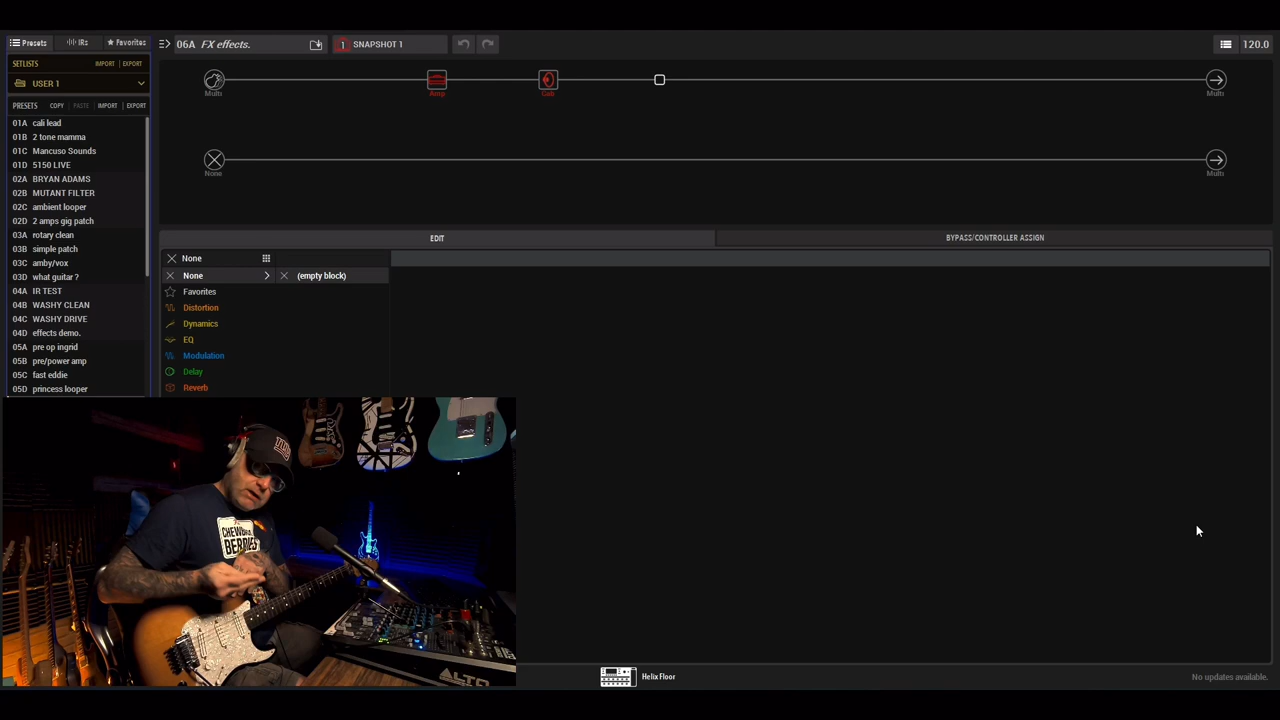 Presets IRs Favorites
06A FX effects. 1 SNAPSHOT 1 120.0
SETLISTS IMPORT EXPORT
USER 1
PRESETS COPY PASTE IMPORT EXPORT
01A cali lead
01B 2 tone mamma
01C Mancuso Sounds
01D 5150 LIVE
02A BRYAN ADAMS
02B MUTANT FILTER
02C ambient looper
02D 2 amps gig patch
03A rotary clean
03B simple patch
03C amby/vox
03D what guitar ?
04A IR TEST
04B WASHY CLEAN
04C WASHY DRIVE
04D effects demo.
05A pre op ingrid
05B pre/power amp
05C fast eddie
05D princess looper
Multi Amp Cab Multi
None Multi
EDIT BYPASS/CONTROLLER ASSIGN
None
None (empty block)
Favorites
Distortion
Dynamics
EQ
Modulation
Delay
Reverb
ALTO
Helix Floor
No updates available.